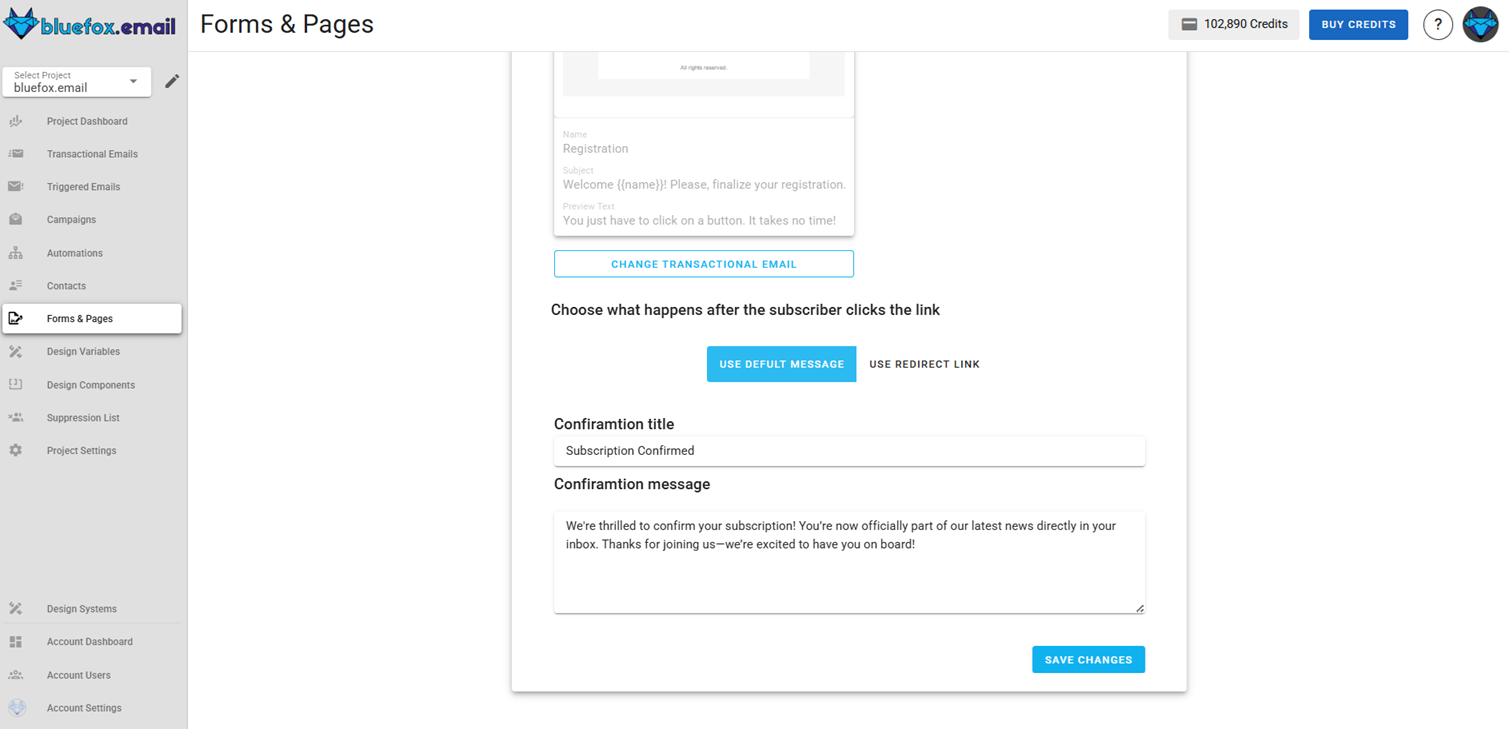 bluefox.email
Forms & Pages
102,890 Credits
BUY CREDITS
?
Select Project
bluefox.email
Project Dashboard
Transactional Emails
Triggered Emails
Campaigns
Automations
Contacts
Forms & Pages
Design Variables
Design Components
Suppression List
Project Settings
Design Systems
Account Dashboard
Account Users
Account Settings
All rights reserved.
Name
Registration
Subject
Welcome {{name}}! Please, finalize your registration.
Preview Text
You just have to click on a button. It takes no time!
CHANGE TRANSACTIONAL EMAIL
Choose what happens after the subscriber clicks the link
USE DEFULT MESSAGE
USE REDIRECT LINK
Confiramtion title
Subscription Confirmed
Confiramtion message
We're thrilled to confirm your subscription! You’re now officially part of our latest news directly in your
inbox. Thanks for joining us—we’re excited to have you on board!
SAVE CHANGES